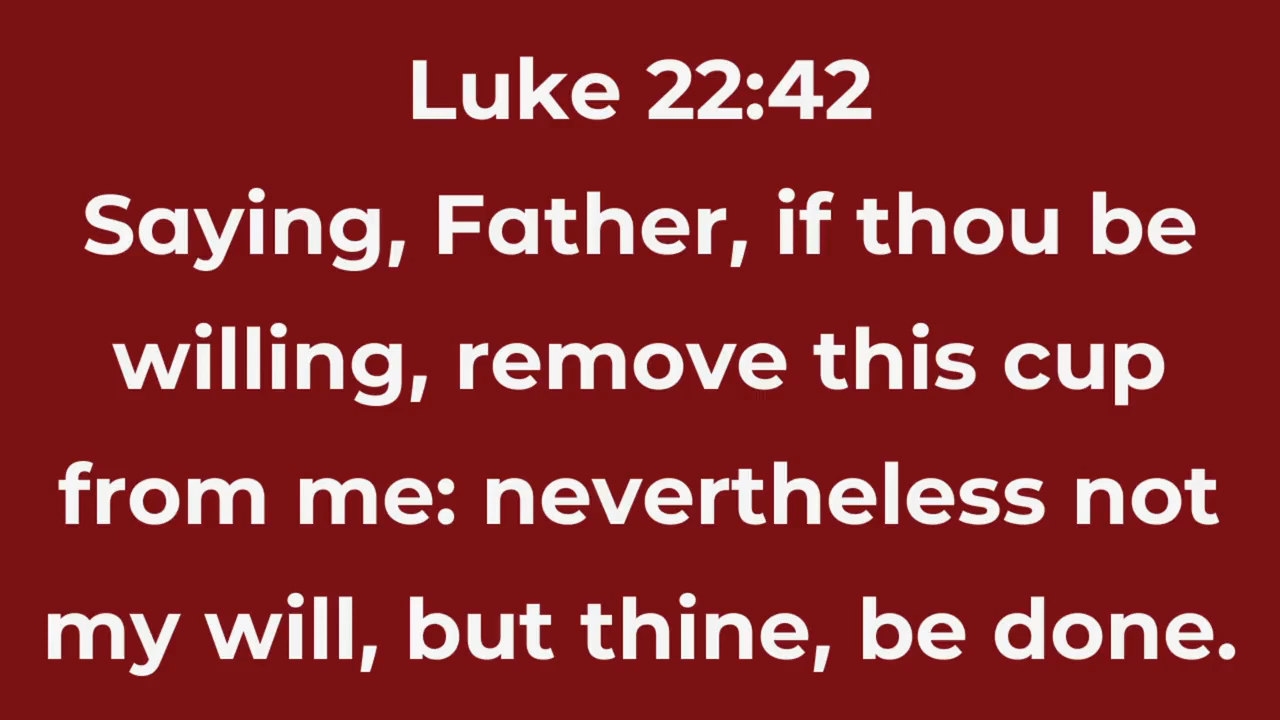 Luke 22:42
Saying, Father, if thou be
willing, remove this cup
from me: nevertheless not
my will, but thine, be done.